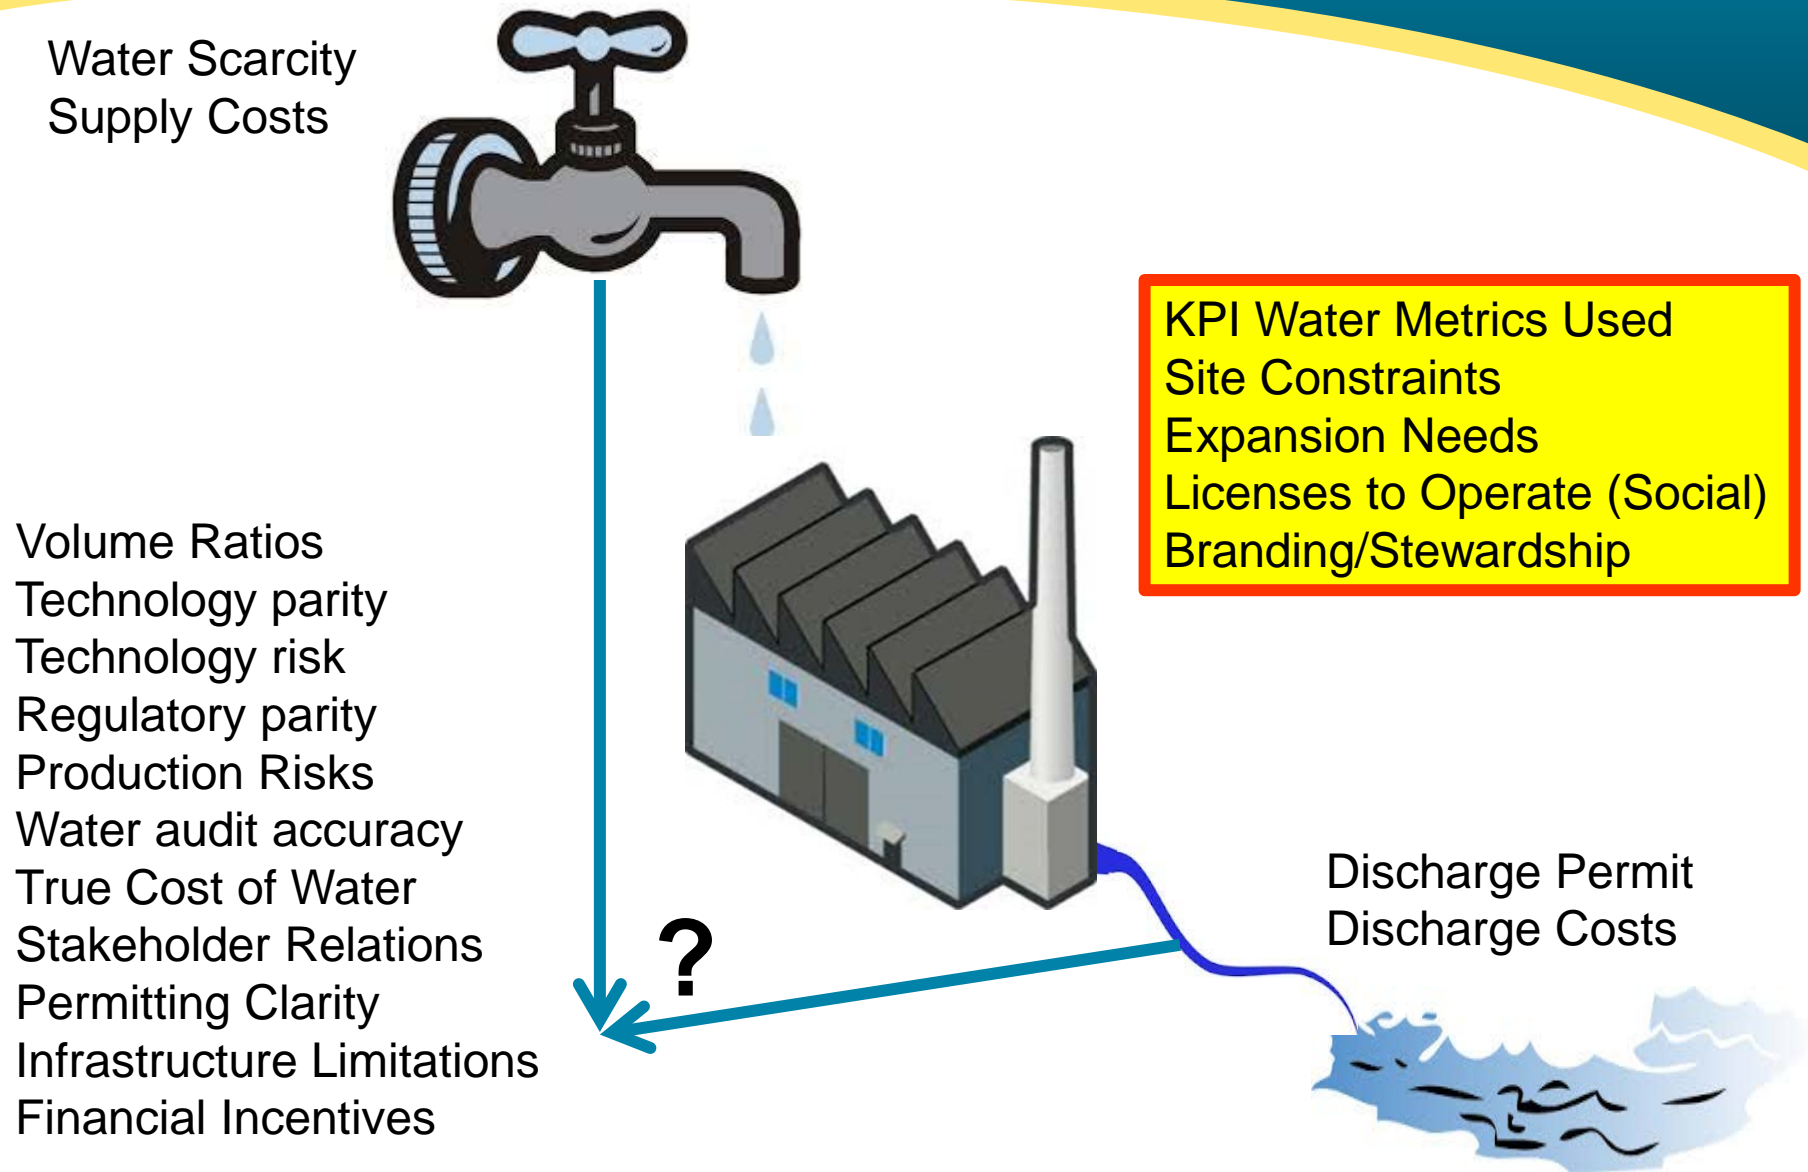 Water Scarcity
Supply Costs
KPI Water Metrics Used
Site Constraints
Expansion Needs
Licenses to Operate (Social)
Branding/Stewardship
Volume Ratios
Technology parity
Technology risk
Regulatory parity
Production Risks
Water audit accuracy
True Cost of Water
Stakeholder Relations
Permitting Clarity
Infrastructure Limitations
Financial Incentives
?
Discharge Permit
Discharge Costs